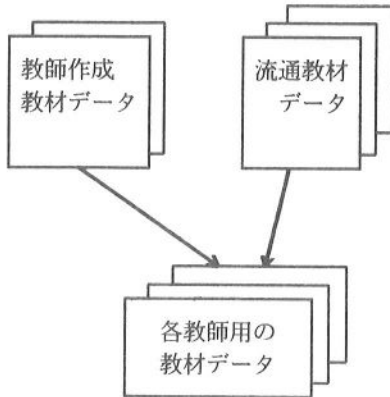 教師作成
教材データ
流通教材
データ
各教師用の
教材データ